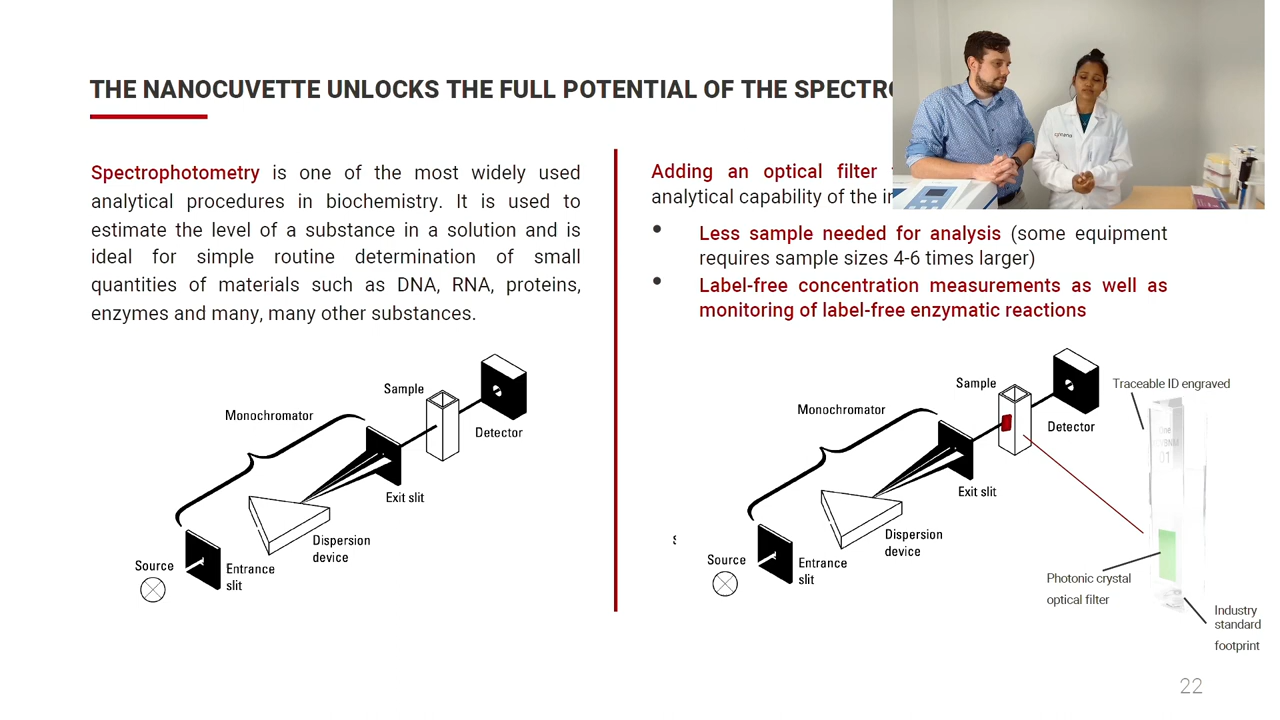 THE NANOCUVETTE UNLOCKS THE FULL POTENTIAL OF THE
Spectrophotometry is one of the most widely used
analytical procedures in biochemistry. It is used to
estimate the level of a substance in a solution and is
ideal for simple routine determination of small
quantities of materials such as DNA, RNA, proteins,
enzymes and many, many other substances.
Sample
Monochromator
Detector
Exit slit
Dispersion
device
Source
Entrance
slit
Adding an optical filter
analytical capability of the
• Less sample needed for analysis (some equipment
requires sample sizes 4-6 times larger)
• Label-free concentration measurements as well as
monitoring of label-free enzymatic reactions
Sample
Traceable ID engraved
Monochromator
Detector
Exit slit
Dispersion
device
Source
Entrance
slit
Photonic crystal
optical filter
Industry
standard
footprint
22